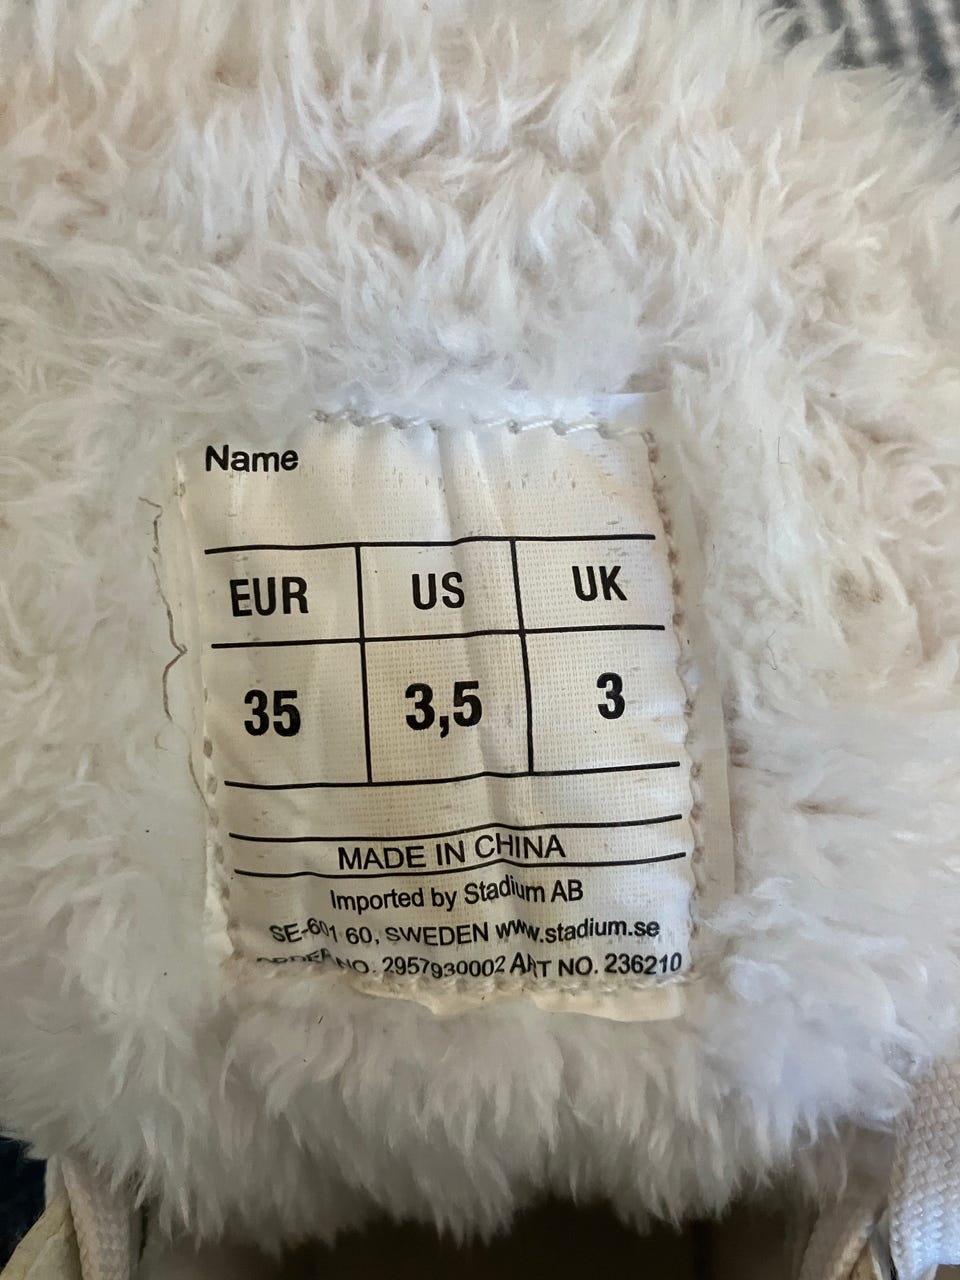 Name
EUR US UK
35 3,5 3
MADE IN CHINA
Imported by Stadium AB
SE-601 60, SWEDEN www.stadium.se
ORDER NO. 2957930002 ART NO. 236210